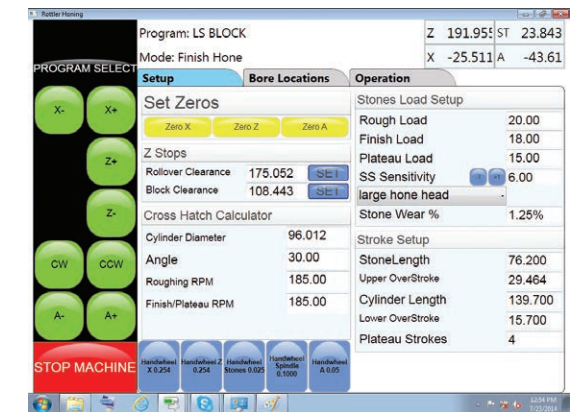 Rottler Honing
PROGRAM SELECT
Program: LS BLOCK
Mode: Finish Hone
Z 191.955 ST 23.843
X -25.511 A -43.61
Setup Bore Locations Operation
X- X+
Z+
Z-
CW CCW
A- A+
STOP MACHINE
Set Zeros
Zero X Zero Z Zero A
Z Stops
Rollover Clearance 175.052 SET
Block Clearance 108.443 SET
Cross Hatch Calculator
Cylinder Diameter 96.012
Angle 30.00
Roughing RPM 185.00
Finish/Plateau RPM 185.00
Stones Load Setup
Rough Load 20.00
Finish Load 18.00
Plateau Load 15.00
SS Sensitivity 6.00
large hone head
Stone Wear % 1.25%
Stroke Setup
StoneLength 76.200
Upper OverStroke 29.464
Cylinder Length 139.700
Lower OverStroke 15.700
Plateau Strokes 4
Handwheel X 0.254
Handwheel Z 0.254
Handwheel Stones 0.025
Handwheel Spindle 0.1000
Handwheel A 0.05
12:54 PM
7/23/2014